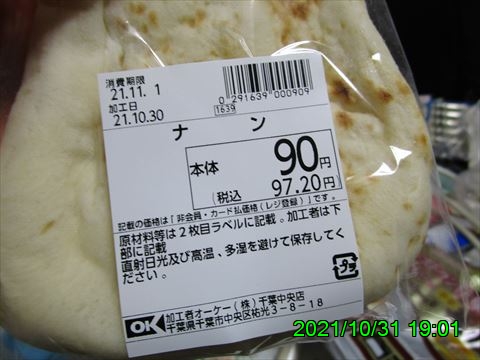 消費期限
21.11. 1
加工日
21.10.30
0 291639 000909
1639
ナン
本体 90円
(税込) 97.20円
記載の価格は「非会員・カード払価格(レジ登録)」です。
原材料等は2枚目ラベルに記載。加工者は下
部に記載
直射日光及び高温、多湿を避けて保存してく
ださい。
プラ
OK 加工者オーケー(株)千葉中央店
千葉県千葉市中央区祐光3-8-18
2021/10/31 19:01